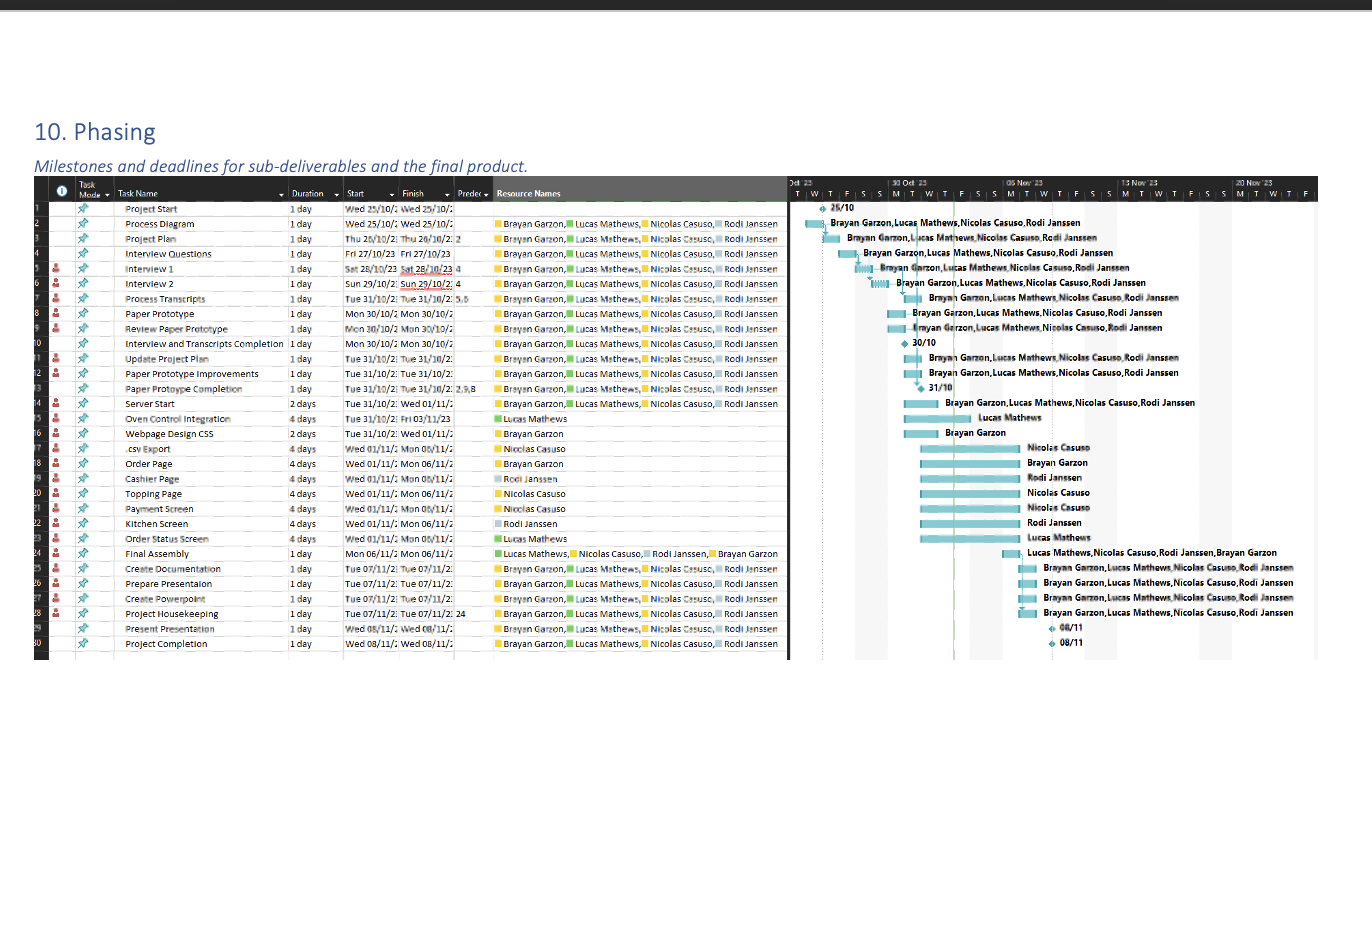 10. Phasing
Milestones and deadlines for sub-deliverables and the final product.
Task Mode Task Name Duration Start Finish Predec Resource Names
Oct '23 30 Oct '23 06 Nov '23 13 Nov '23 20 Nov '23
T W T F S S M T W T F S S M T W T F S S M T W T F S S M T W T F
1 Project Start 1 day Wed 25/10/2 Wed 25/10/2 25/10
2 Process Diagram 1 day Wed 25/10/2 Wed 25/10/2 Brayan Garzon, Lucas Mathews, Nicolas Casuso, Rodi Janssen Brayan Garzon,Lucas Mathews,Nicolas Casuso,Rodi Janssen
3 Project Plan 1 day Thu 26/10/2 Thu 26/10/2 2 Brayan Garzon, Lucas Mathews, Nicolas Casuso, Rodi Janssen Brayan Garzon,Lucas Mathews,Nicolas Casuso,Rodi Janssen
4 Interview Questions 1 day Fri 27/10/23 Fri 27/10/23 Brayan Garzon, Lucas Mathews, Nicolas Casuso, Rodi Janssen Brayan Garzon,Lucas Mathews,Nicolas Casuso,Rodi Janssen
5 Interview 1 1 day Sat 28/10/23 Sat 28/10/23 4 Brayan Garzon, Lucas Mathews, Nicolas Casuso, Rodi Janssen Brayan Garzon,Lucas Mathews,Nicolas Casuso,Rodi Janssen
6 Interview 2 1 day Sun 29/10/2 Sun 29/10/2 4 Brayan Garzon, Lucas Mathews, Nicolas Casuso, Rodi Janssen Brayan Garzon,Lucas Mathews,Nicolas Casuso,Rodi Janssen
7 Process Transcripts 1 day Tue 31/10/2 Tue 31/10/2 5,6 Brayan Garzon, Lucas Mathews, Nicolas Casuso, Rodi Janssen Brayan Garzon,Lucas Mathews,Nicolas Casuso,Rodi Janssen
8 Paper Prototype 1 day Mon 30/10/ Mon 30/10/ Brayan Garzon, Lucas Mathews, Nicolas Casuso, Rodi Janssen Brayan Garzon,Lucas Mathews,Nicolas Casuso,Rodi Janssen
9 Review Paper Prototype 1 day Mon 30/10/ Mon 30/10/ Brayan Garzon, Lucas Mathews, Nicolas Casuso, Rodi Janssen Brayan Garzon,Lucas Mathews,Nicolas Casuso,Rodi Janssen
10 Interview and Transcripts Completion 1 day Mon 30/10/ Mon 30/10/ Brayan Garzon, Lucas Mathews, Nicolas Casuso, Rodi Janssen 30/10
11 Update Project Plan 1 day Tue 31/10/2 Tue 31/10/2 Brayan Garzon, Lucas Mathews, Nicolas Casuso, Rodi Janssen Brayan Garzon,Lucas Mathews,Nicolas Casuso,Rodi Janssen
12 Paper Prototype Improvements 1 day Tue 31/10/2 Tue 31/10/2 Brayan Garzon, Lucas Mathews, Nicolas Casuso, Rodi Janssen Brayan Garzon,Lucas Mathews,Nicolas Casuso,Rodi Janssen
13 Paper Protoype Completion 1 day Tue 31/10/2 Tue 31/10/2 2,9,8 Brayan Garzon, Lucas Mathews, Nicolas Casuso, Rodi Janssen 31/10
14 Server Start 2 days Tue 31/10/2 Wed 01/11/ Brayan Garzon, Lucas Mathews, Nicolas Casuso, Rodi Janssen Brayan Garzon,Lucas Mathews,Nicolas Casuso,Rodi Janssen
15 Oven Control Integration 4 days Tue 31/10/2 Fri 03/11/23 Lucas Mathews Lucas Mathews
16 Webpage Design CSS 2 days Tue 31/10/2 Wed 01/11/ Brayan Garzon Brayan Garzon
17 .csv Export 4 days Wed 01/11/ Mon 06/11/2 Nicolas Casuso Nicolas Casuso
18 Order Page 4 days Wed 01/11/2 Mon 06/11/2 Brayan Garzon Brayan Garzon
19 Cashier Page 4 days Wed 01/11/2 Mon 06/11/2 Rodi Janssen Rodi Janssen
20 Topping Page 4 days Wed 01/11/2 Mon 06/11/2 Nicolas Casuso Nicolas Casuso
21 Payment Screen 4 days Wed 01/11/2 Mon 06/11/2 Nicolas Casuso Nicolas Casuso
22 Kitchen Screen 4 days Wed 01/11/2 Mon 06/11/2 Rodi Janssen Rodi Janssen
23 Order Status Screen 4 days Wed 01/11/2 Mon 06/11/2 Lucas Mathews Lucas Mathews
24 Final Assembly 1 day Mon 06/11/2 Mon 06/11/2 Lucas Mathews, Nicolas Casuso, Rodi Janssen, Brayan Garzon Lucas Mathews,Nicolas Casuso,Rodi Janssen,Brayan Garzon
25 Create Documentation 1 day Tue 07/11/2 Tue 07/11/2 Brayan Garzon, Lucas Mathews, Nicolas Casuso, Rodi Janssen Brayan Garzon,Lucas Mathews,Nicolas Casuso,Rodi Janssen
26 Prepare Presentaion 1 day Tue 07/11/2 Tue 07/11/2 Brayan Garzon, Lucas Mathews, Nicolas Casuso, Rodi Janssen Brayan Garzon,Lucas Mathews,Nicolas Casuso,Rodi Janssen
27 Create Powerpoint 1 day Tue 07/11/2 Tue 07/11/2 Brayan Garzon, Lucas Mathews, Nicolas Casuso, Rodi Janssen Brayan Garzon,Lucas Mathews,Nicolas Casuso,Rodi Janssen
28 Project Housekeeping 1 day Tue 07/11/2 Tue 07/11/2 24 Brayan Garzon, Lucas Mathews, Nicolas Casuso, Rodi Janssen Brayan Garzon,Lucas Mathews,Nicolas Casuso,Rodi Janssen
29 Present Presentation 1 day Wed 08/11/ Wed 08/11/2 Brayan Garzon, Lucas Mathews, Nicolas Casuso, Rodi Janssen 08/11
30 Project Completion 1 day Wed 08/11/2 Wed 08/11/2 Brayan Garzon, Lucas Mathews, Nicolas Casuso, Rodi Janssen 08/11